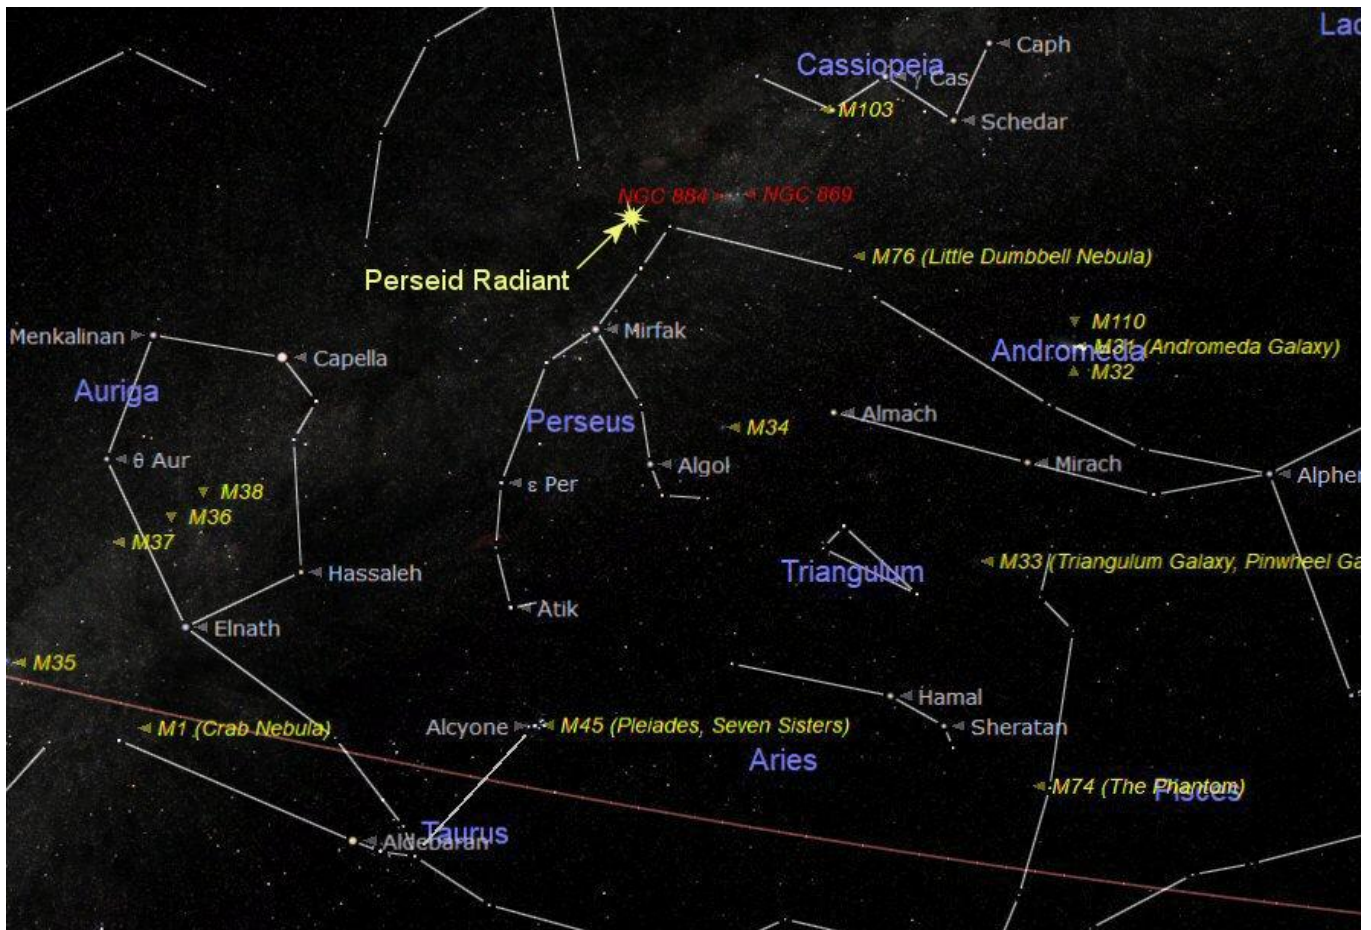 Lac
Caph
Cassiopeia
γ Cas
M103
Schedar
NGC 884
NGC 869
M76 (Little Dumbbell Nebula)
Perseid Radiant
Menkalinan
Mirfak
M110
Capella
Andromeda
M31 (Andromeda Galaxy)
M32
Auriga
Perseus
M34
Almach
θ Aur
Algol
Mirach
Alpher
ε Per
M38
M36
M37
Hassaleh
Triangulum
M33 (Triangulum Galaxy, Pinwheel Ga
Atik
Elnath
M35
Hamal
M1 (Crab Nebula)
Alcyone
M45 (Pleiades, Seven Sisters)
Sheratan
Aries
M74 (The Phantom)
Pisces
Taurus
Aldebaran